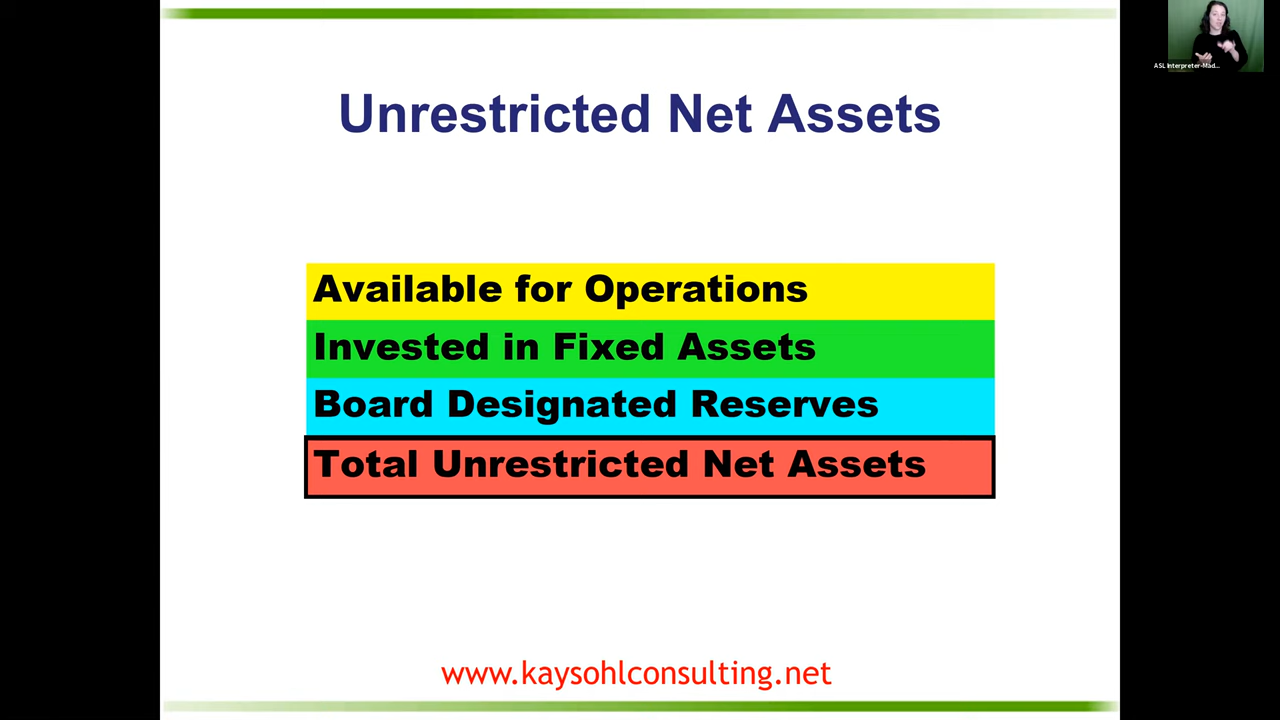 Unrestricted Net Assets
ASL Interpreter-Mad...
Available for Operations
Invested in Fixed Assets
Board Designated Reserves
Total Unrestricted Net Assets
www.kaysohlconsulting.net